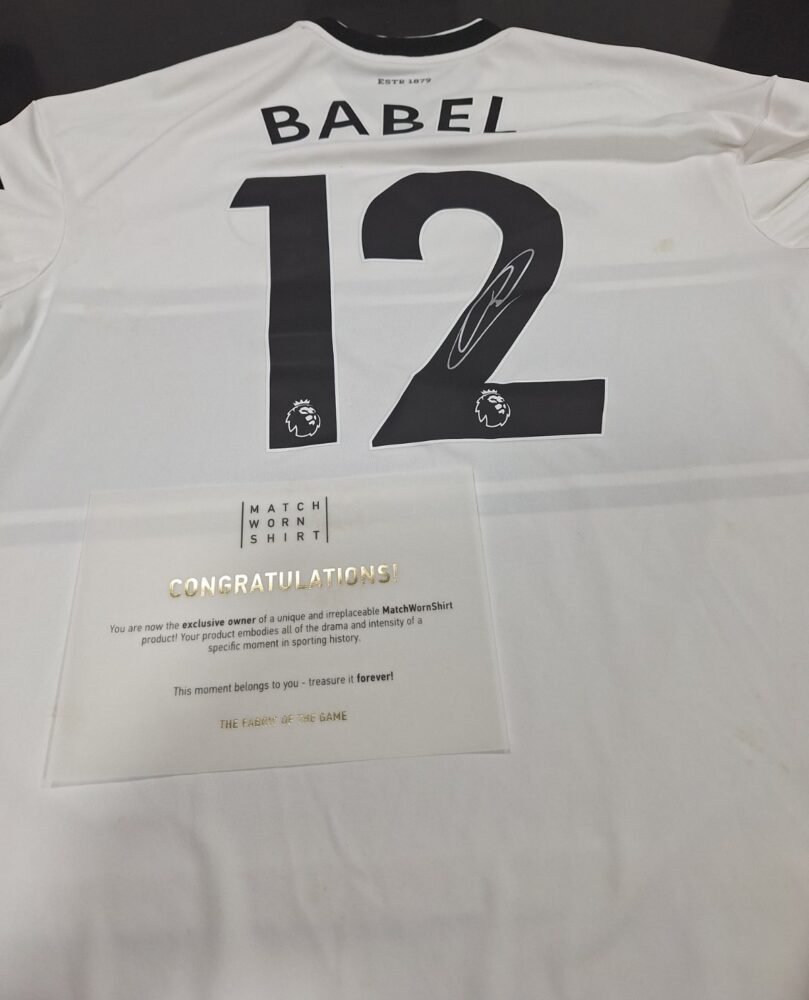 ESTD 1879
BABEL
12
MATCH
WORN
SHIRT
CONGRATULATIONS!
You are now the exclusive owner of a unique and irreplaceable MatchWornShirt
product! Your product embodies all of the drama and intensity of a
specific moment in sporting history.
This moment belongs to you - treasure it forever!
THE FABRIC OF THE GAME